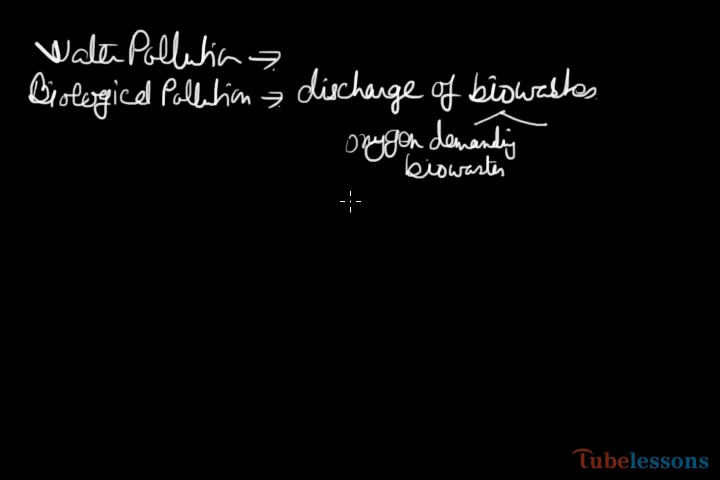 Water Pollution →
Biological Pollution → discharge of biowastes
oxygen demanding
biowastes
Tubelessons